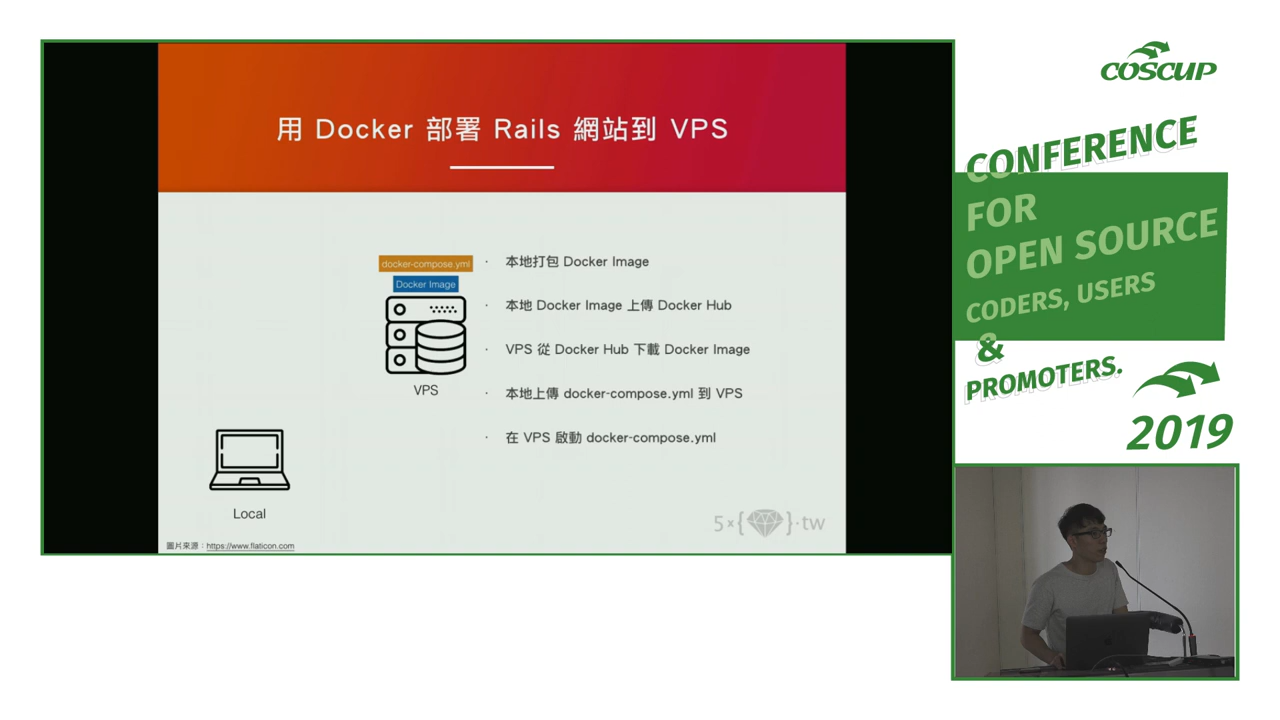 用 Docker 部署 Rails 網站到 VPS
docker-compose.yml
Docker Image
VPS
Local
· 本地打包 Docker Image
· 本地 Docker Image 上傳 Docker Hub
· VPS 從 Docker Hub 下載 Docker Image
· 本地上傳 docker-compose.yml 到 VPS
· 在 VPS 啟動 docker-compose.yml
5×{ }·tw
圖片來源：https://www.flaticon.com
COSCUP
CONFERENCE
FOR
OPEN SOURCE
CODERS, USERS
&
PROMOTERS.
2019